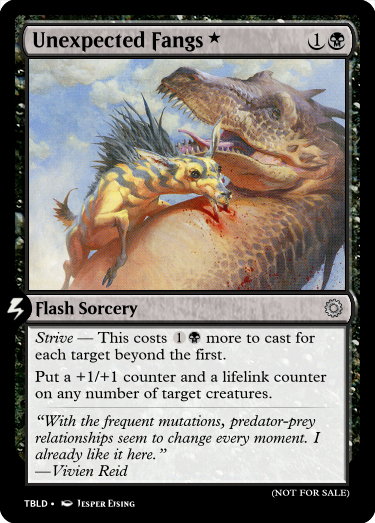 Unexpected Fangs ★ 1
Flash Sorcery
Strive — This costs 1 more to cast for
each target beyond the first.
Put a +1/+1 counter and a lifelink counter
on any number of target creatures.
“With the frequent mutations, predator-prey
relationships seem to change every moment. I
already like it here.”
—Vivien Reid
(NOT FOR SALE)
TBLD • Jesper Eising